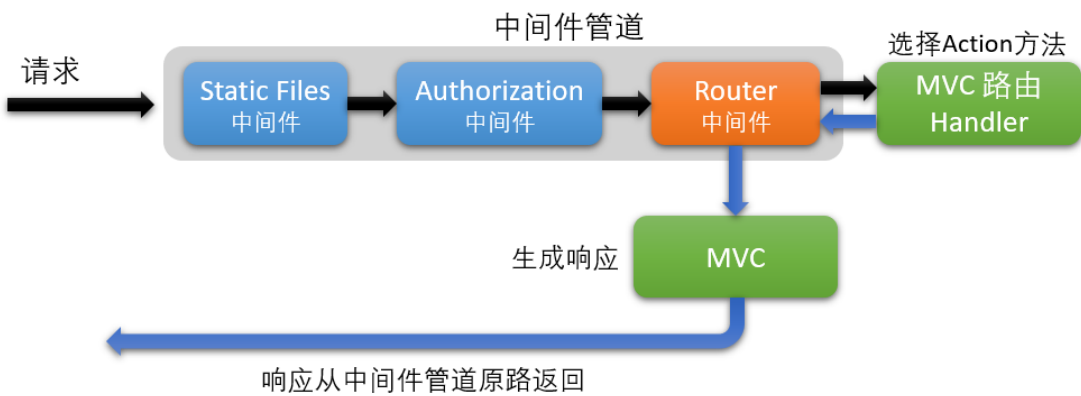 中间件管道
请求
选择Action方法
Static Files
中间件
Authorization
中间件
Router
中间件
MVC 路由
Handler
生成响应
MVC
响应从中间件管道原路返回